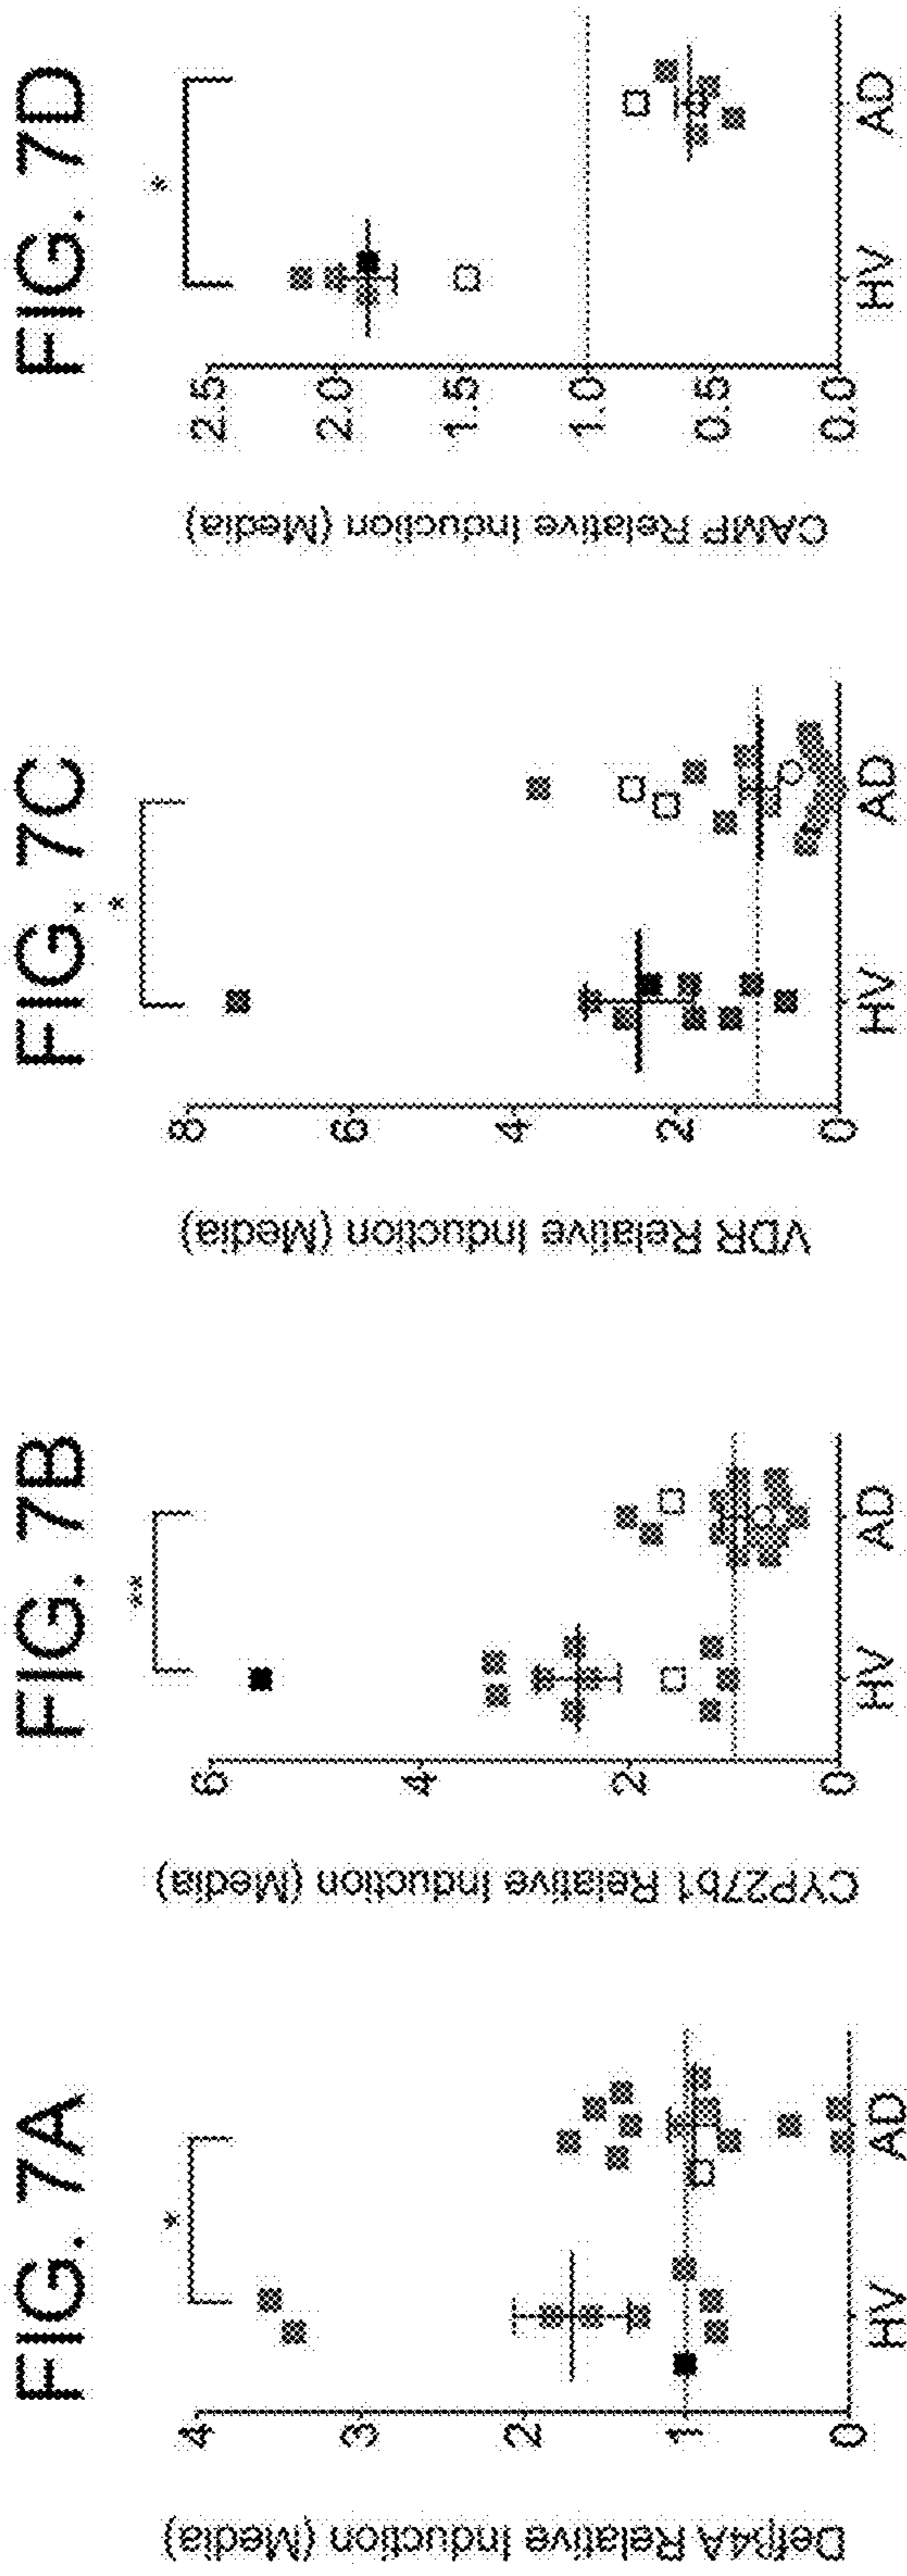 FIG. 7A
Defβ4A Relative Induction (Media)
4
3
2
1
0
*
HV
AD
FIG. 7B
CYP27b1 Relative Induction (Media)
6
4
2
0
**
HV
AD
FIG. 7C
VDR Relative Induction (Media)
8
6
4
2
0
*
HV
AD
FIG. 7D
CAMP Relative Induction (Media)
2.5
2.0
1.5
1.0
0.5
0.0
*
HV
AD